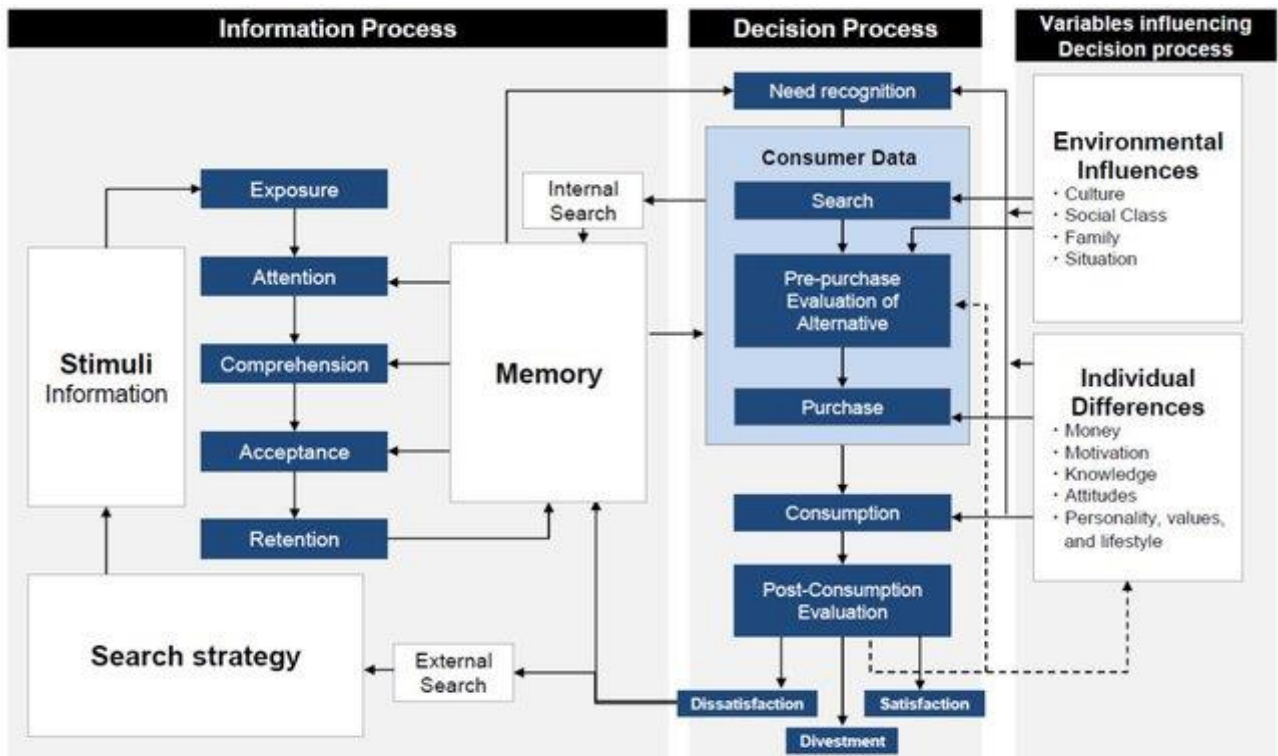 Information Process
Decision Process
Variables influencing
Decision process
Need recognition
Consumer Data
Search
Pre-purchase
Evaluation of
Alternative
Purchase
Consumption
Post-Consumption
Evaluation
Dissatisfaction
Satisfaction
Divestment
Exposure
Attention
Comprehension
Acceptance
Retention
Stimuli
Information
Internal
Search
Memory
Search strategy
External
Search
Environmental
Influences
・Culture
・Social Class
・Family
・Situation
Individual
Differences
・Money
・Motivation
・Knowledge
・Attitudes
・Personality, values,
and lifestyle